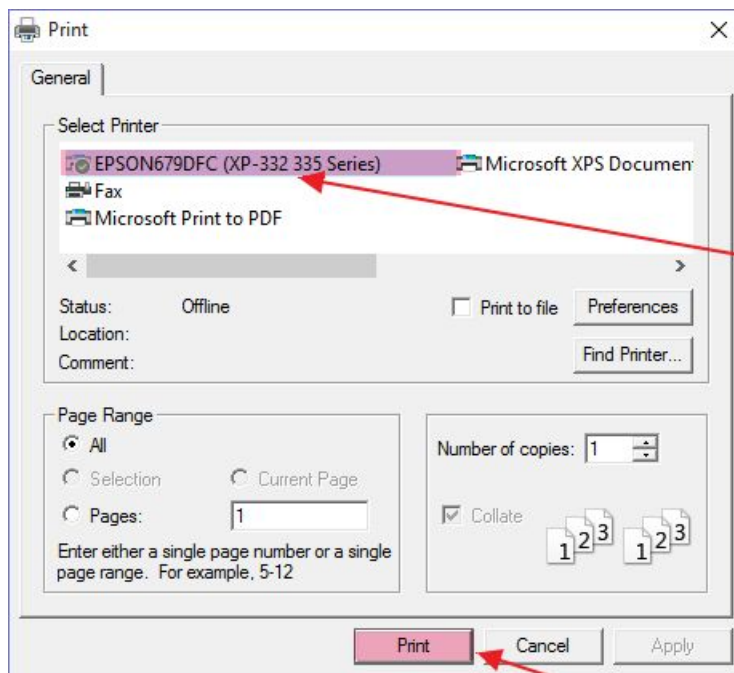 Print
General
Select Printer
EPSON679DFC (XP-332 335 Series)
Microsoft XPS Documen
Fax
Microsoft Print to PDF
Status: Offline
Print to file
Preferences
Location:
Comment:
Find Printer...
Page Range
All
Selection
Current Page
Pages: 1
Enter either a single page number or a single
page range. For example, 5-12
Number of copies: 1
Collate
1 2 3 1 2 3
Print Cancel Apply